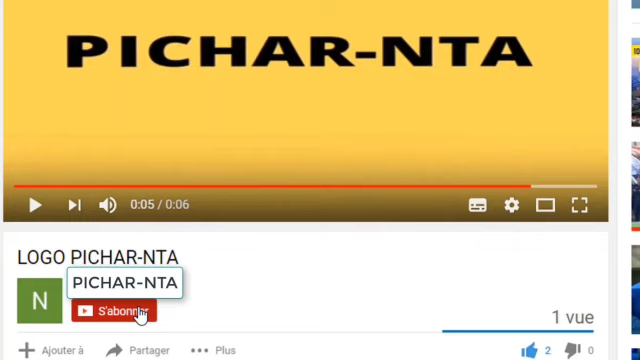 PICHAR-NTA
0:05 / 0:06
LOGO PICHAR-NTA
PICHAR-NTA
N
S'abonner
1 vue
Ajouter à
Partager
Plus
2
0